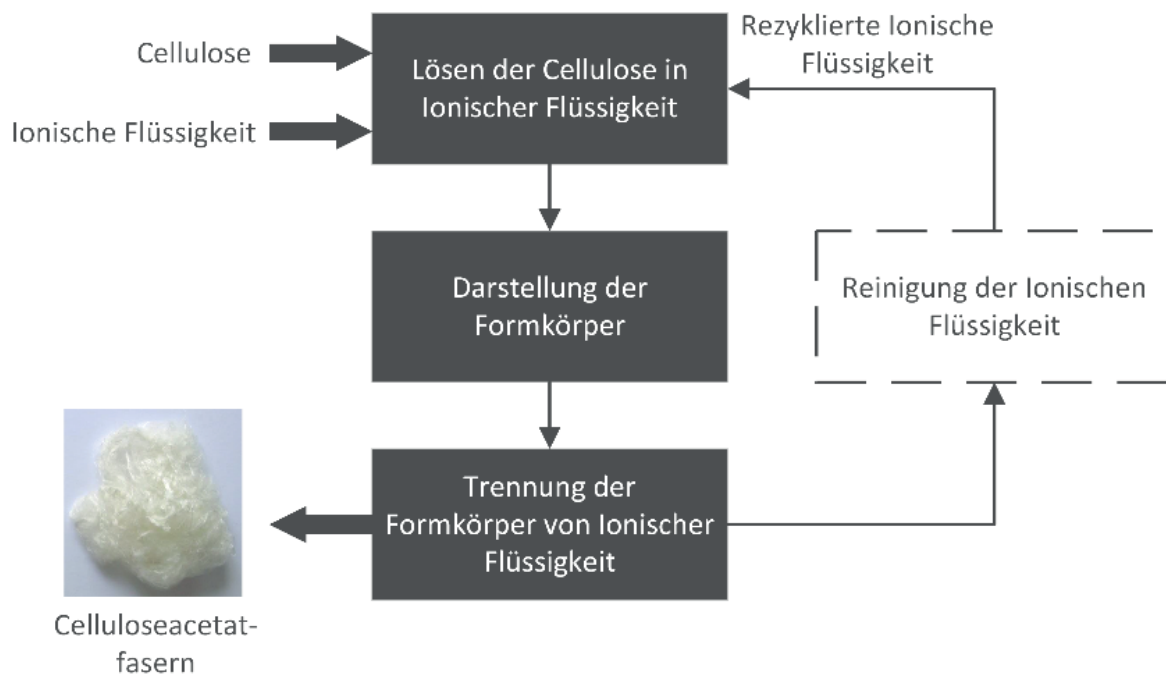 Cellulose
Ionische Flüssigkeit
Lösen der Cellulose in
Ionischer Flüssigkeit
Rezyklierte Ionische
Flüssigkeit
Darstellung der
Formkörper
Reinigung der Ionischen
Flüssigkeit
Trennung der
Formkörper von Ionischer
Flüssigkeit
Celluloseacetat-
fasern